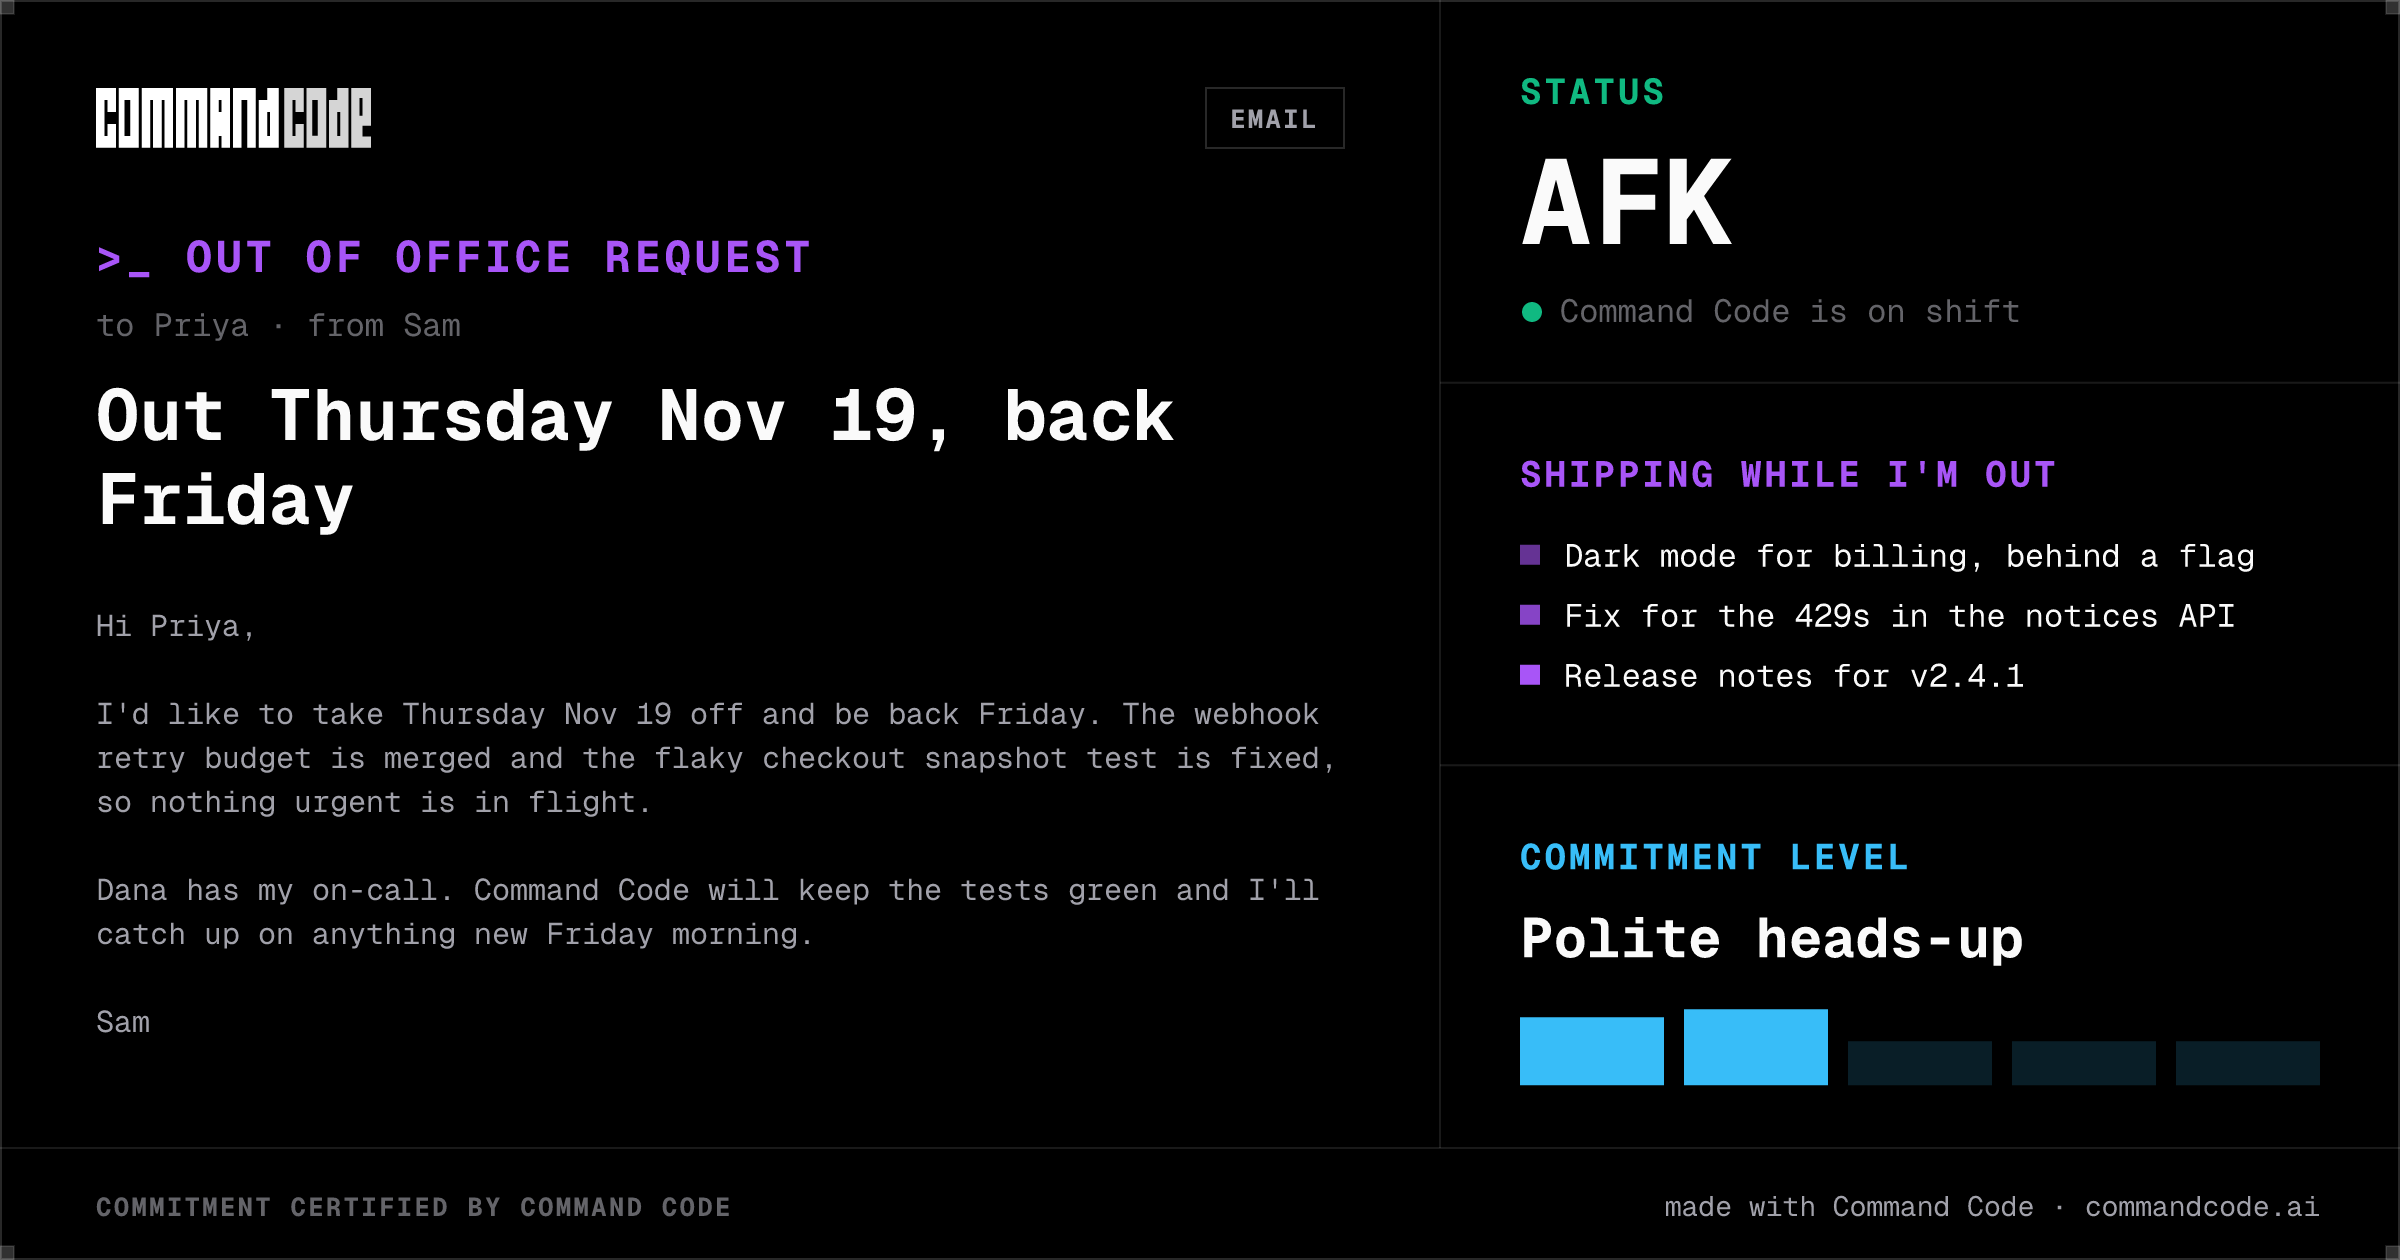 command code
EMAIL
>_ OUT OF OFFICE REQUEST
to Priya · from Sam
Out Thursday Nov 19, back
Friday
Hi Priya,
I'd like to take Thursday Nov 19 off and be back Friday. The webhook
retry budget is merged and the flaky checkout snapshot test is fixed,
so nothing urgent is in flight.
Dana has my on-call. Command Code will keep the tests green and I'll
catch up on anything new Friday morning.
Sam
STATUS
AFK
Command Code is on shift
SHIPPING WHILE I'M OUT
Dark mode for billing, behind a flag
Fix for the 429s in the notices API
Release notes for v2.4.1
COMMITMENT LEVEL
Polite heads-up
COMMITMENT CERTIFIED BY COMMAND CODE
made with Command Code · commandcode.ai